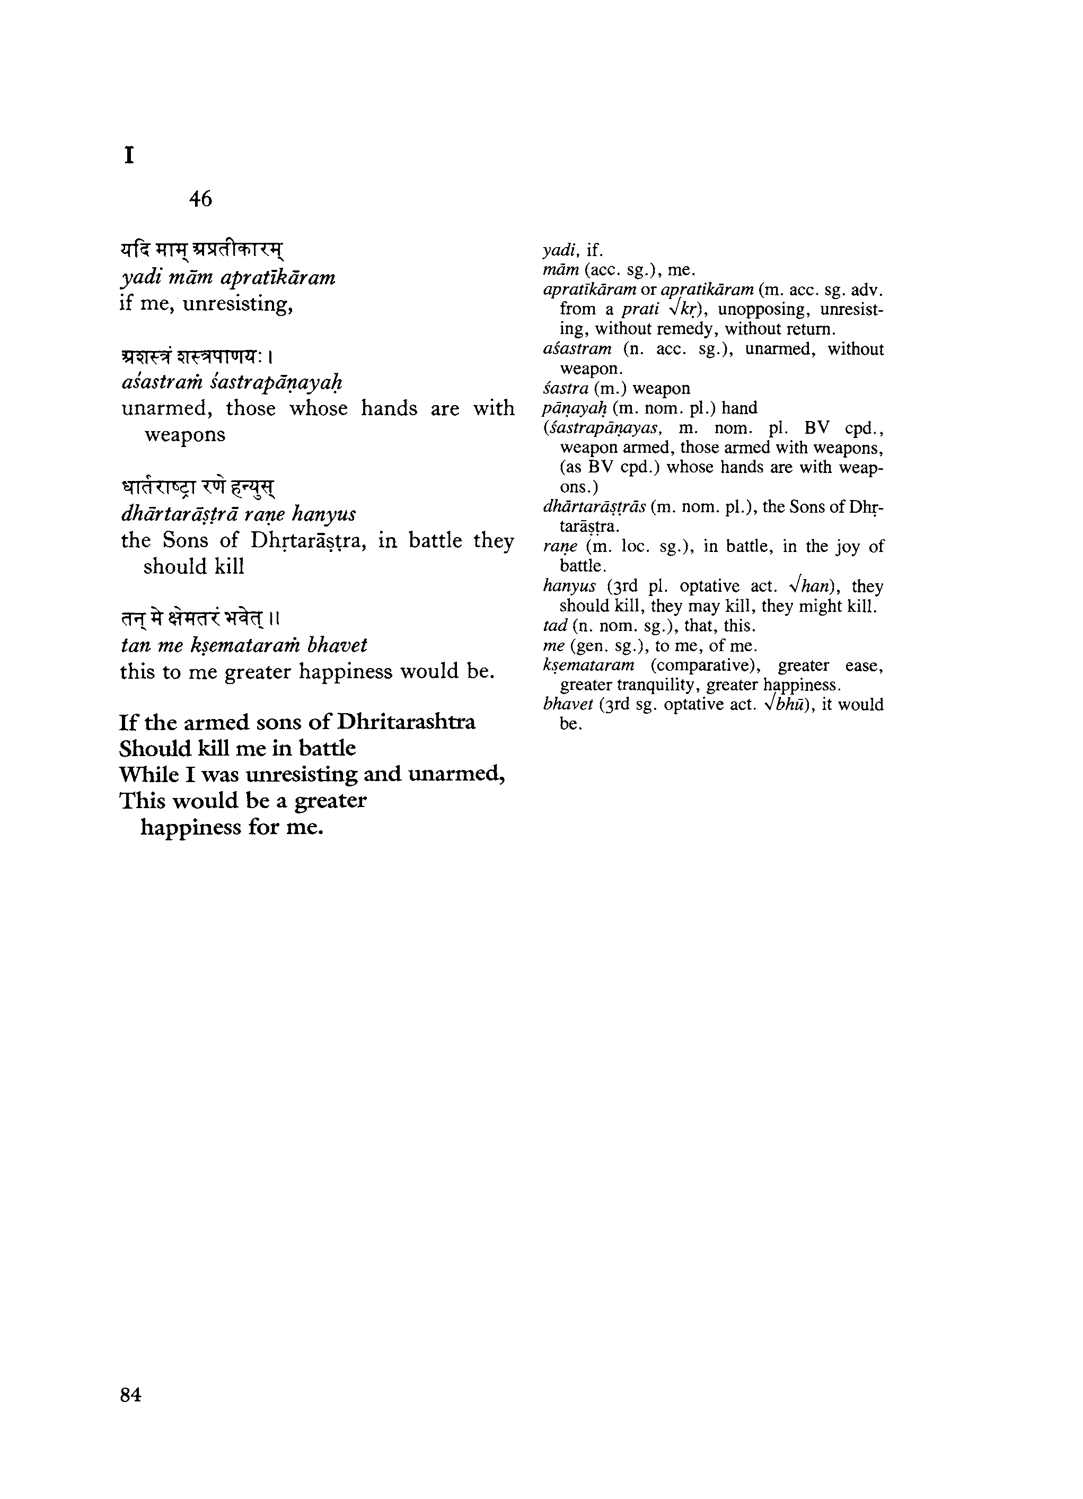 I
46
यदि माम् अप्रतीकारम्
yadi mām apratīkāram
if me, unresisting,
अशस्त्रं शस्त्रपाणयः ।
aśastraṁ śastrapāṇayaḥ
unarmed, those whose hands are with
weapons
धार्तराष्ट्रा रणे हन्युस्
dhārtarāṣṭrā raṇe hanyus
the Sons of Dhṛtarāṣṭra, in battle they
should kill
तन् मे क्षेमतरं भवेत् ॥
tan me kṣemataraṁ bhavet
this to me greater happiness would be.
If the armed sons of Dhritarashtra
Should kill me in battle
While I was unresisting and unarmed,
This would be a greater
happiness for me.
yadi, if.
mām (acc. sg.), me.
apratīkāram or apratikāram (m. acc. sg. adv.
from a prati √kṛ), unopposing, unresist-
ing, without remedy, without return.
aśastram (n. acc. sg.), unarmed, without
weapon.
śastra (m.) weapon
pāṇayaḥ (m. nom. pl.) hand
(śastrapāṇayas, m. nom. pl. BV cpd.,
weapon armed, those armed with weapons,
(as BV cpd.) whose hands are with weap-
ons.)
dhārtarāṣṭrās (m. nom. pl.), the Sons of Dhṛ-
tarāṣṭra.
raṇe (m. loc. sg.), in battle, in the joy of
battle.
hanyus (3rd pl. optative act. √han), they
should kill, they may kill, they might kill.
tad (n. nom. sg.), that, this.
me (gen. sg.), to me, of me.
kṣemataram (comparative), greater ease,
greater tranquility, greater happiness.
bhavet (3rd sg. optative act. √bhū), it would
be.
84